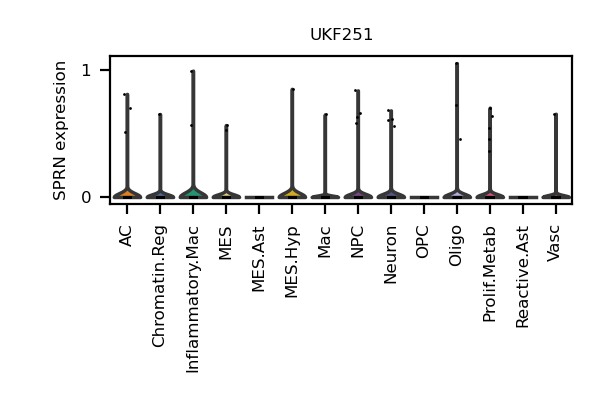 UKF251
SPRN expression
1
0
AC
Chromatin.Reg
Inflammatory.Mac
MES
MES.Ast
MES.Hyp
Mac
NPC
Neuron
OPC
Oligo
Prolif.Metab
Reactive.Ast
Vasc